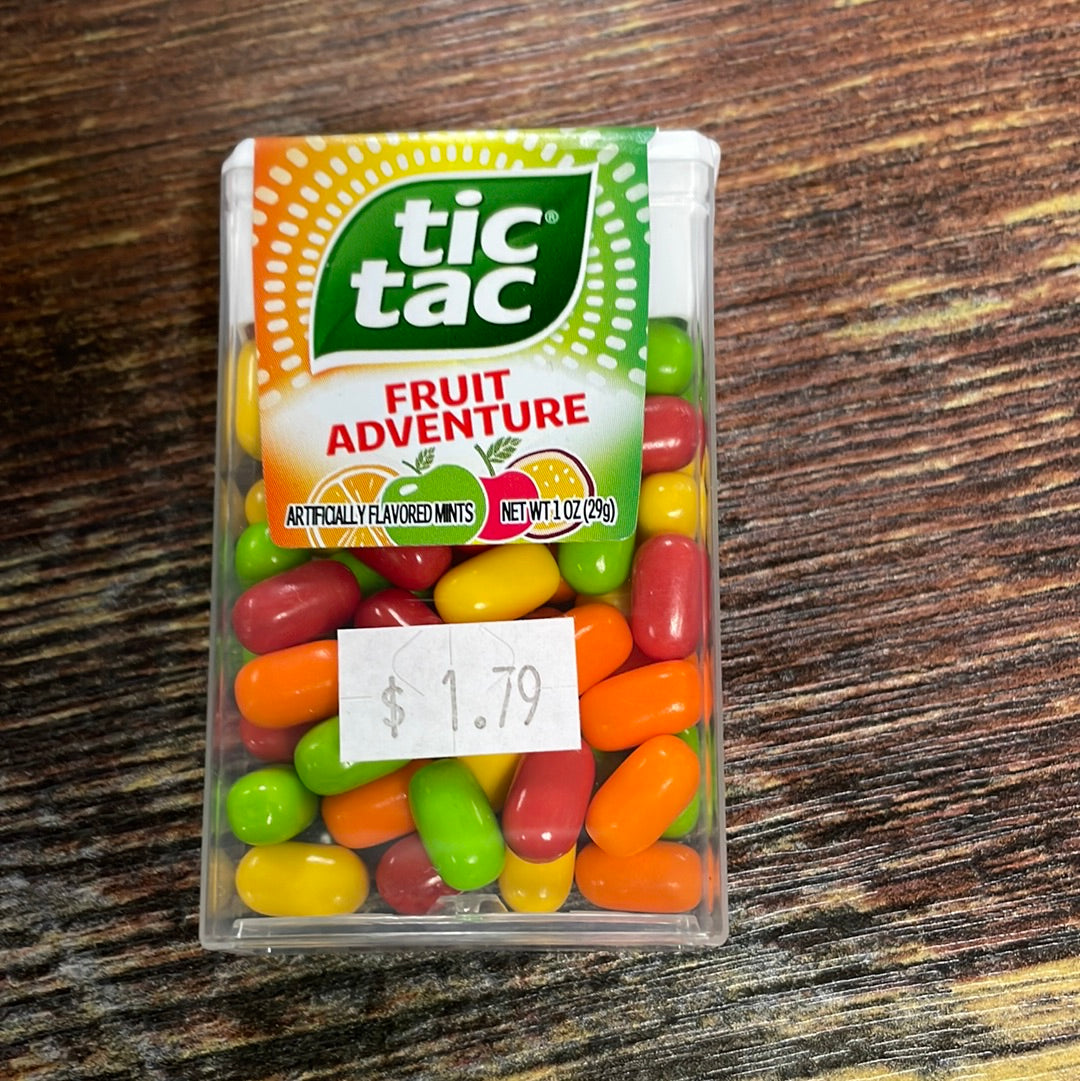 tic®
tac
FRUIT
ADVENTURE
ARTIFICIALLY FLAVORED MINTS NET WT 1 OZ (29g)
$ 1.79